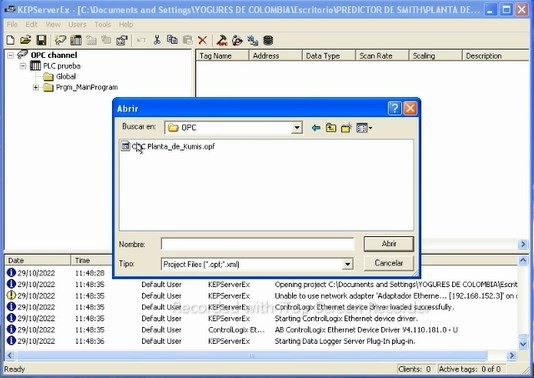 KEPServerEx - [C:\Documents and Settings\YOGURES DE COLOMBIA\Escritorio\PREDICTOR DE SMITH\PLANTA DE...
File Edit View Tools Users Help
OPC channel
PLC prueba
Global
Prgm_MainProgram
Tag Name Address Data Type Scan Rate Scaling Description
Abrir
Buscar en: OPC
Planta_de_Kumis.opf
Nombre:
Abrir
Tipo: Project Files (*.opf;*.xml)
Cancelar
Date Time
29/10/2022 11:48:28
29/10/2022 11:48:35 Default User KEPServerEx Opening project C:\Documents and Settings\YOGURES DE COLOMBIA\Escrit
29/10/2022 11:48:35 Default User KEPServerEx Unable to use network adapter 'Adaptador Etherne... [192.168.152.3]' on
29/10/2022 11:48:35 Default User KEPServerEx
29/10/2022 11:48:35 Default User KEPServerEx Starting ControlLogix Ethernet device driver.
29/10/2022 11:48:36 Default User ControlLogix Et... AB ControlLogix Ethernet Device Driver V4.110.181.0 - U
29/10/2022 11:48:36 Default User KEPServerEx Starting Data Logger Server Plug-In plug-in.
Ready
Clients: 0 Active tags: 0 of 0